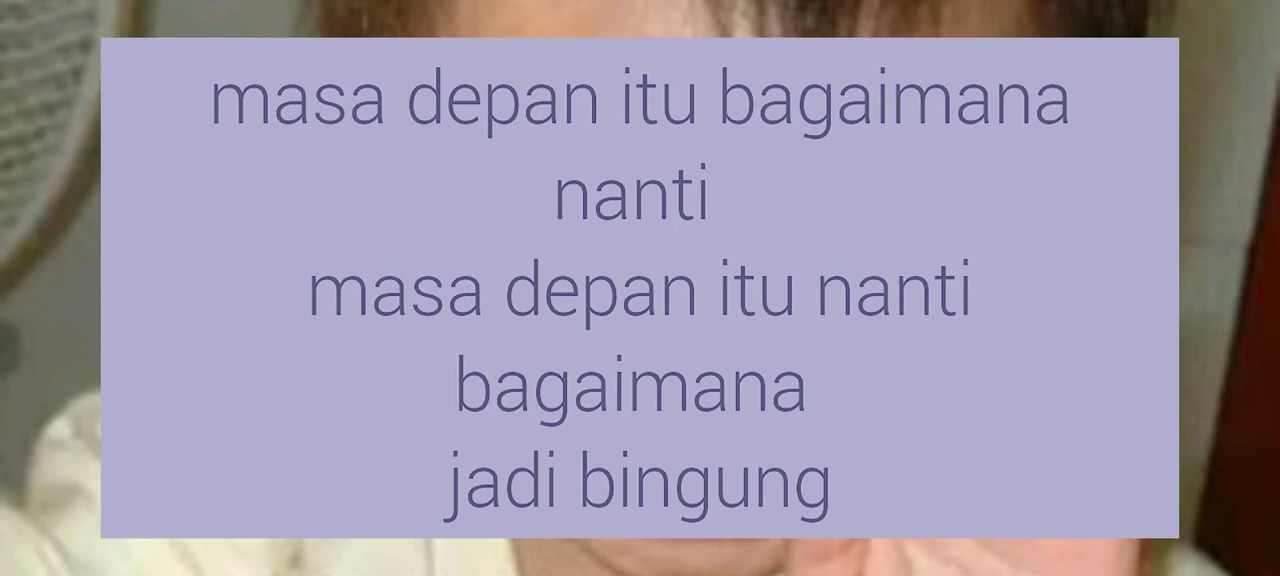 masa depan itu bagaimana
nanti
masa depan itu nanti
bagaimana
jadi bingung